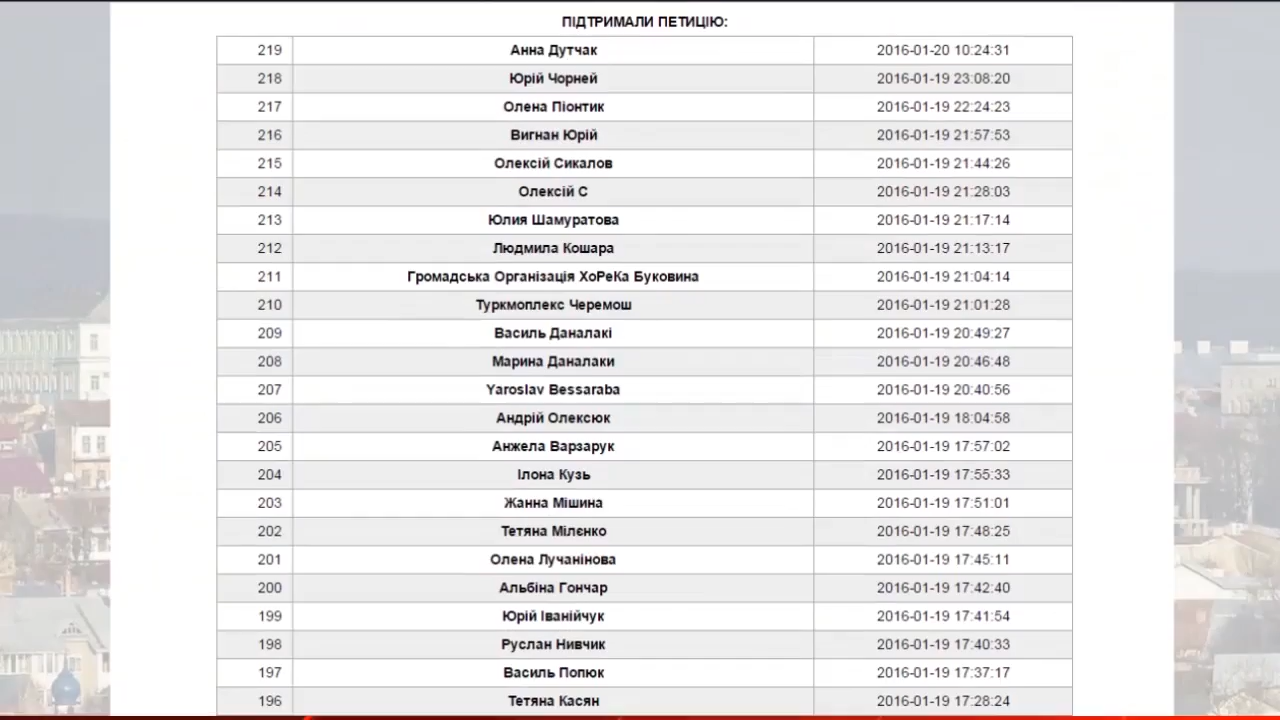 ПІДТРИМАЛИ ПЕТИЦІЮ:
219 Анна Дутчак 2016-01-20 10:24:31
218 Юрій Чорней 2016-01-19 23:08:20
217 Олена Піонтик 2016-01-19 22:24:23
216 Вигнан Юрій 2016-01-19 21:57:53
215 Олексій Сикалов 2016-01-19 21:44:26
214 Олексій С 2016-01-19 21:28:03
213 Юлия Шамуратова 2016-01-19 21:17:14
212 Людмила Кошара 2016-01-19 21:13:17
211 Громадська Організація ХоРеКа Буковина 2016-01-19 21:04:14
210 Туркмоплекс Черемош 2016-01-19 21:01:28
209 Василь Даналакі 2016-01-19 20:49:27
208 Марина Даналаки 2016-01-19 20:46:48
207 Yaroslav Bessaraba 2016-01-19 20:40:56
206 Андрій Олексюк 2016-01-19 18:04:58
205 Анжела Варзарук 2016-01-19 17:57:02
204 Ілона Кузь 2016-01-19 17:55:33
203 Жанна Мішина 2016-01-19 17:51:01
202 Тетяна Мілєнко 2016-01-19 17:48:25
201 Олена Лучанінова 2016-01-19 17:45:11
200 Альбіна Гончар 2016-01-19 17:42:40
199 Юрій Іванійчук 2016-01-19 17:41:54
198 Руслан Нивчик 2016-01-19 17:40:33
197 Василь Попюк 2016-01-19 17:37:17
196 Тетяна Касян 2016-01-19 17:28:24